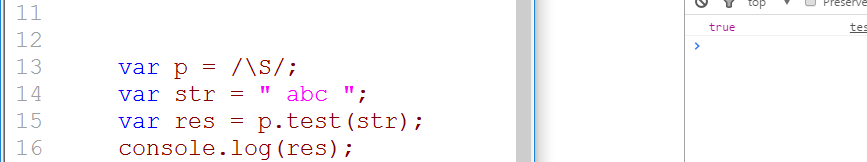 11
top ▼ Preserve
12
true tes
13 var p = /\S/;
14 var str = " abc ";
15 var res = p.test(str);
16 console.log(res);